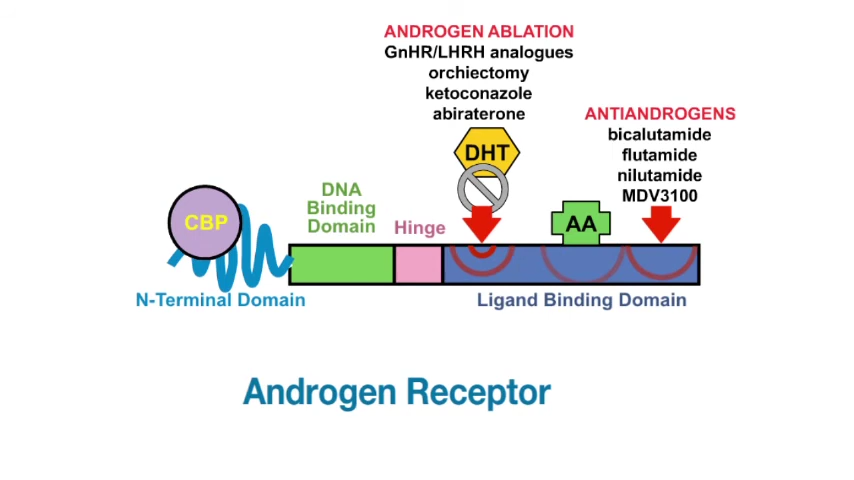 ANDROGEN ABLATION
GnHR/LHRH analogues
orchiectomy
ketoconazole
abiraterone
ANTIANDROGENS
bicalutamide
flutamide
nilutamide
MDV3100
DHT
DNA
Binding
Domain
Hinge
CBP
AA
N-Terminal Domain
Ligand Binding Domain
Androgen Receptor